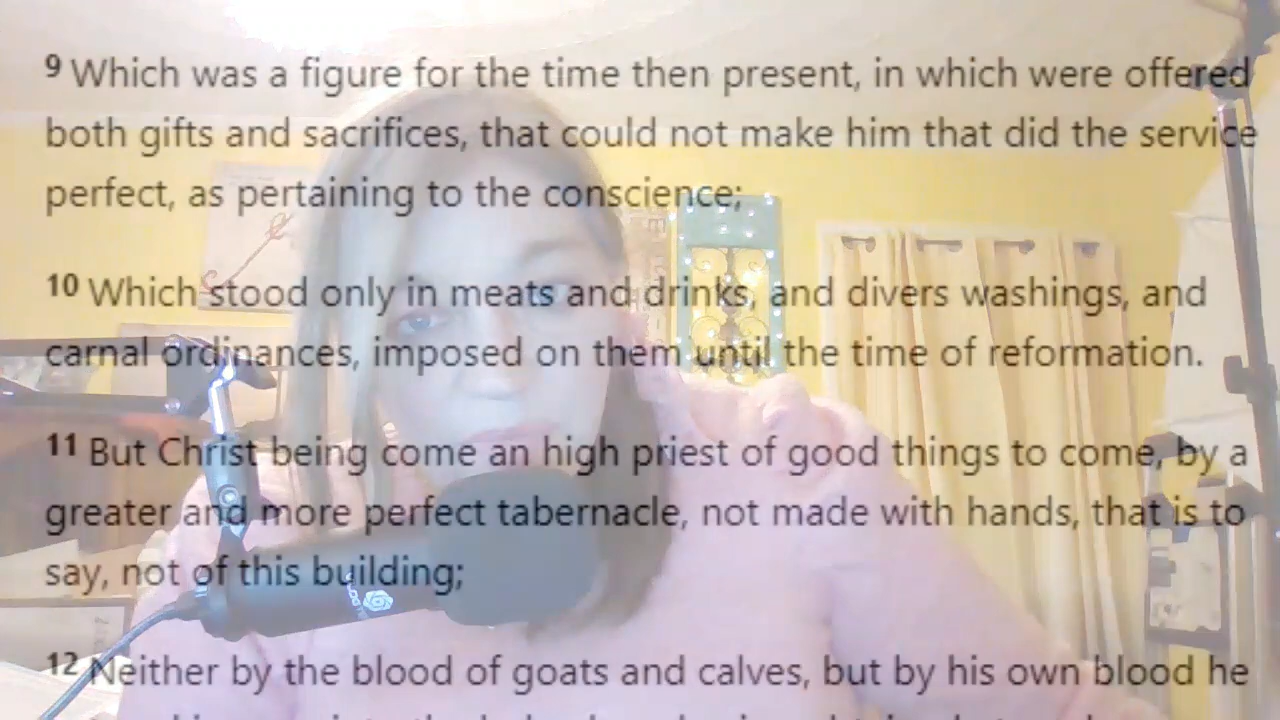 9 Which was a figure for the time then present, in which were offered
both gifts and sacrifices, that could not make him that did the service
perfect, as pertaining to the conscience;
10 Which stood only in meats and drinks, and divers washings, and
carnal ordinances, imposed on them until the time of reformation.
11 But Christ being come an high priest of good things to come, by a
greater and more perfect tabernacle, not made with hands, that is to
say, not of this building;
12 Neither by the blood of goats and calves, but by his own blood he